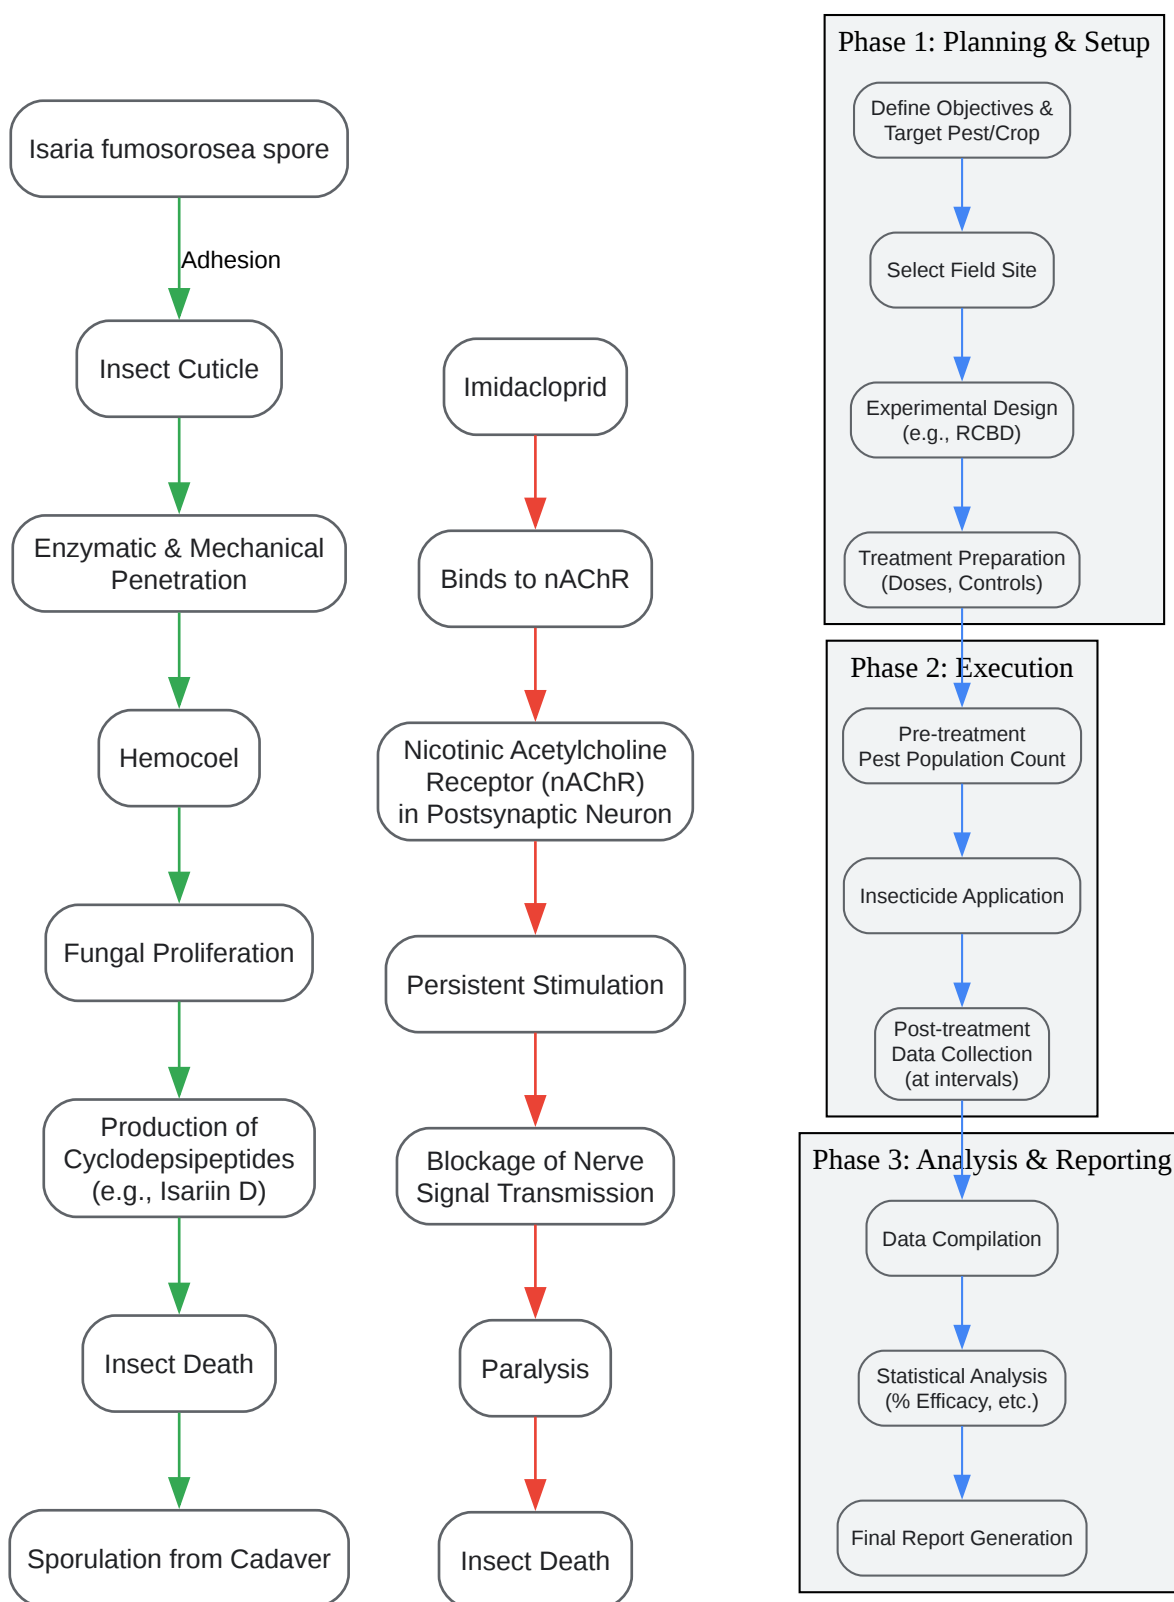 Isaria fumosorosea spore
Adhesion
Insect Cuticle
Enzymatic & Mechanical
Penetration
Hemocoel
Fungal Proliferation
Production of
Cyclodepsipeptides
(e.g., Isariin D)
Insect Death
Sporulation from Cadaver
Imidacloprid
Binds to nAChR
Nicotinic Acetylcholine
Receptor (nAChR)
in Postsynaptic Neuron
Persistent Stimulation
Blockage of Nerve
Signal Transmission
Paralysis
Insect Death
Phase 1: Planning & Setup
Define Objectives &
Target Pest/Crop
Select Field Site
Experimental Design
(e.g., RCBD)
Treatment Preparation
(Doses, Controls)
Phase 2: Execution
Pre-treatment
Pest Population Count
Insecticide Application
Post-treatment
Data Collection
(at intervals)
Phase 3: Analysis & Reporting
Data Compilation
Statistical Analysis
(% Efficacy, etc.)
Final Report Generation